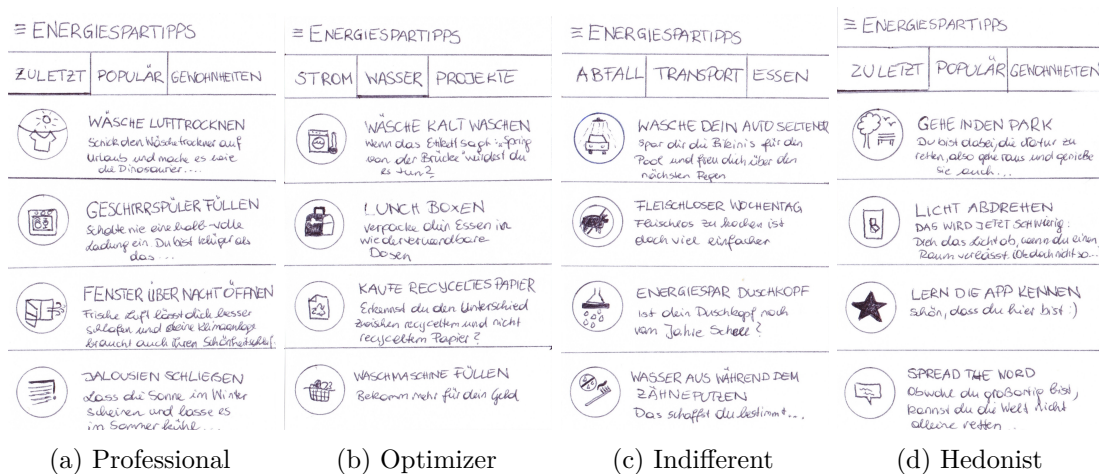 ≡ ENERGIESPARTIPPS
ZULETZT POPULÄR GEWOHNHEITEN
WÄSCHE LUFTTROCKNEN
Schick den Wäschetrockner auf
Urlaub und mache es wie
die Dinosaurier....
GESCHIRRSPÜLER FÜLLEN
Schalte nie eine halb-volle
Ladung ein. Du bist klüger als
das...
FENSTER ÜBER NACHT ÖFFNEN
Frische Luft lässt dich besser
schlafen und deine Klimaanlage
braucht auch ihren Schönheitschlaf.
JALOUSIEN SCHLIEßEN
Lass die Sonne im Winter
scheinen und lasse es
im Sommer kühl...
(a) Professional
≡ ENERGIESPARTIPPS
STROM WASSER PROJEKTE
WÄSCHE KALT WASCHEN
Wenn das Etikett sagt "Spring
von der Brücke" würdest du
es tun?
LUNCH BOXEN
verpacke dein Essen in
wiederverwendbare
Dosen
KAUFE RECYCELTES PAPIER
Erkennst du den Unterschied
zwischen recyceltem und nicht
recyceltem Papier?
WASCHMASCHINE FÜLLEN
Bekomm mehr für dein Geld
(b) Optimizer
≡ ENERGIESPARTIPPS
ABFALL TRANSPORT ESSEN
WASCHE DEIN AUTO SELTENER
Spar dir die Bikinis für den
Pool und freu dich über den
nächsten Regen
FLEISCHLOSER WOCHENTAG
Fleischlos zu kochen ist
doch viel einfacher
ENERGIESPAR DUSCHKOPF
Ist dein Duschkopf noch
von Jahre Schnee?
WASSER AUS WÄHREND DEM
ZÄHNEPUTZEN
Das schaffst du bestimmt...
(c) Indifferent
≡ ENERGIESPARTIPPS
ZULETZT POPULÄR GEWOHNHEITEN
GEHE IN DEN PARK
Du bist dabei, die Natur zu
retten, also gehe raus und genieße
sie auch...
LICHT ABDREHEN
DAS WIRD JETZT SCHWIERIG:
Dreh das Licht ab, wenn du einen
Raum verlässt. (Ok doch nicht so...
LERN DIE APP KENNEN
schön, dass du hier bist :)
SPREAD THE WORD
Obwohl du großartig bist,
kannst du die Welt nicht
alleine retten...
(d) Hedonist